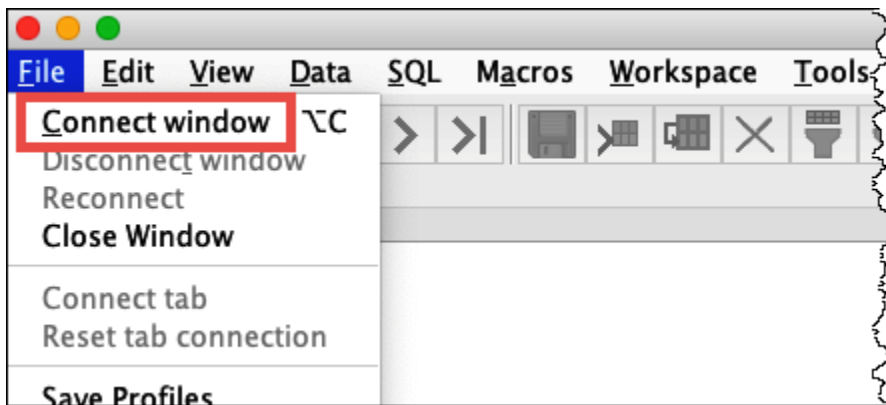 File Edit View Data SQL Macros Workspace Tools
Connect window ⌥C
Disconnect window
Reconnect
Close Window
Connect tab
Reset tab connection
Save Profiles